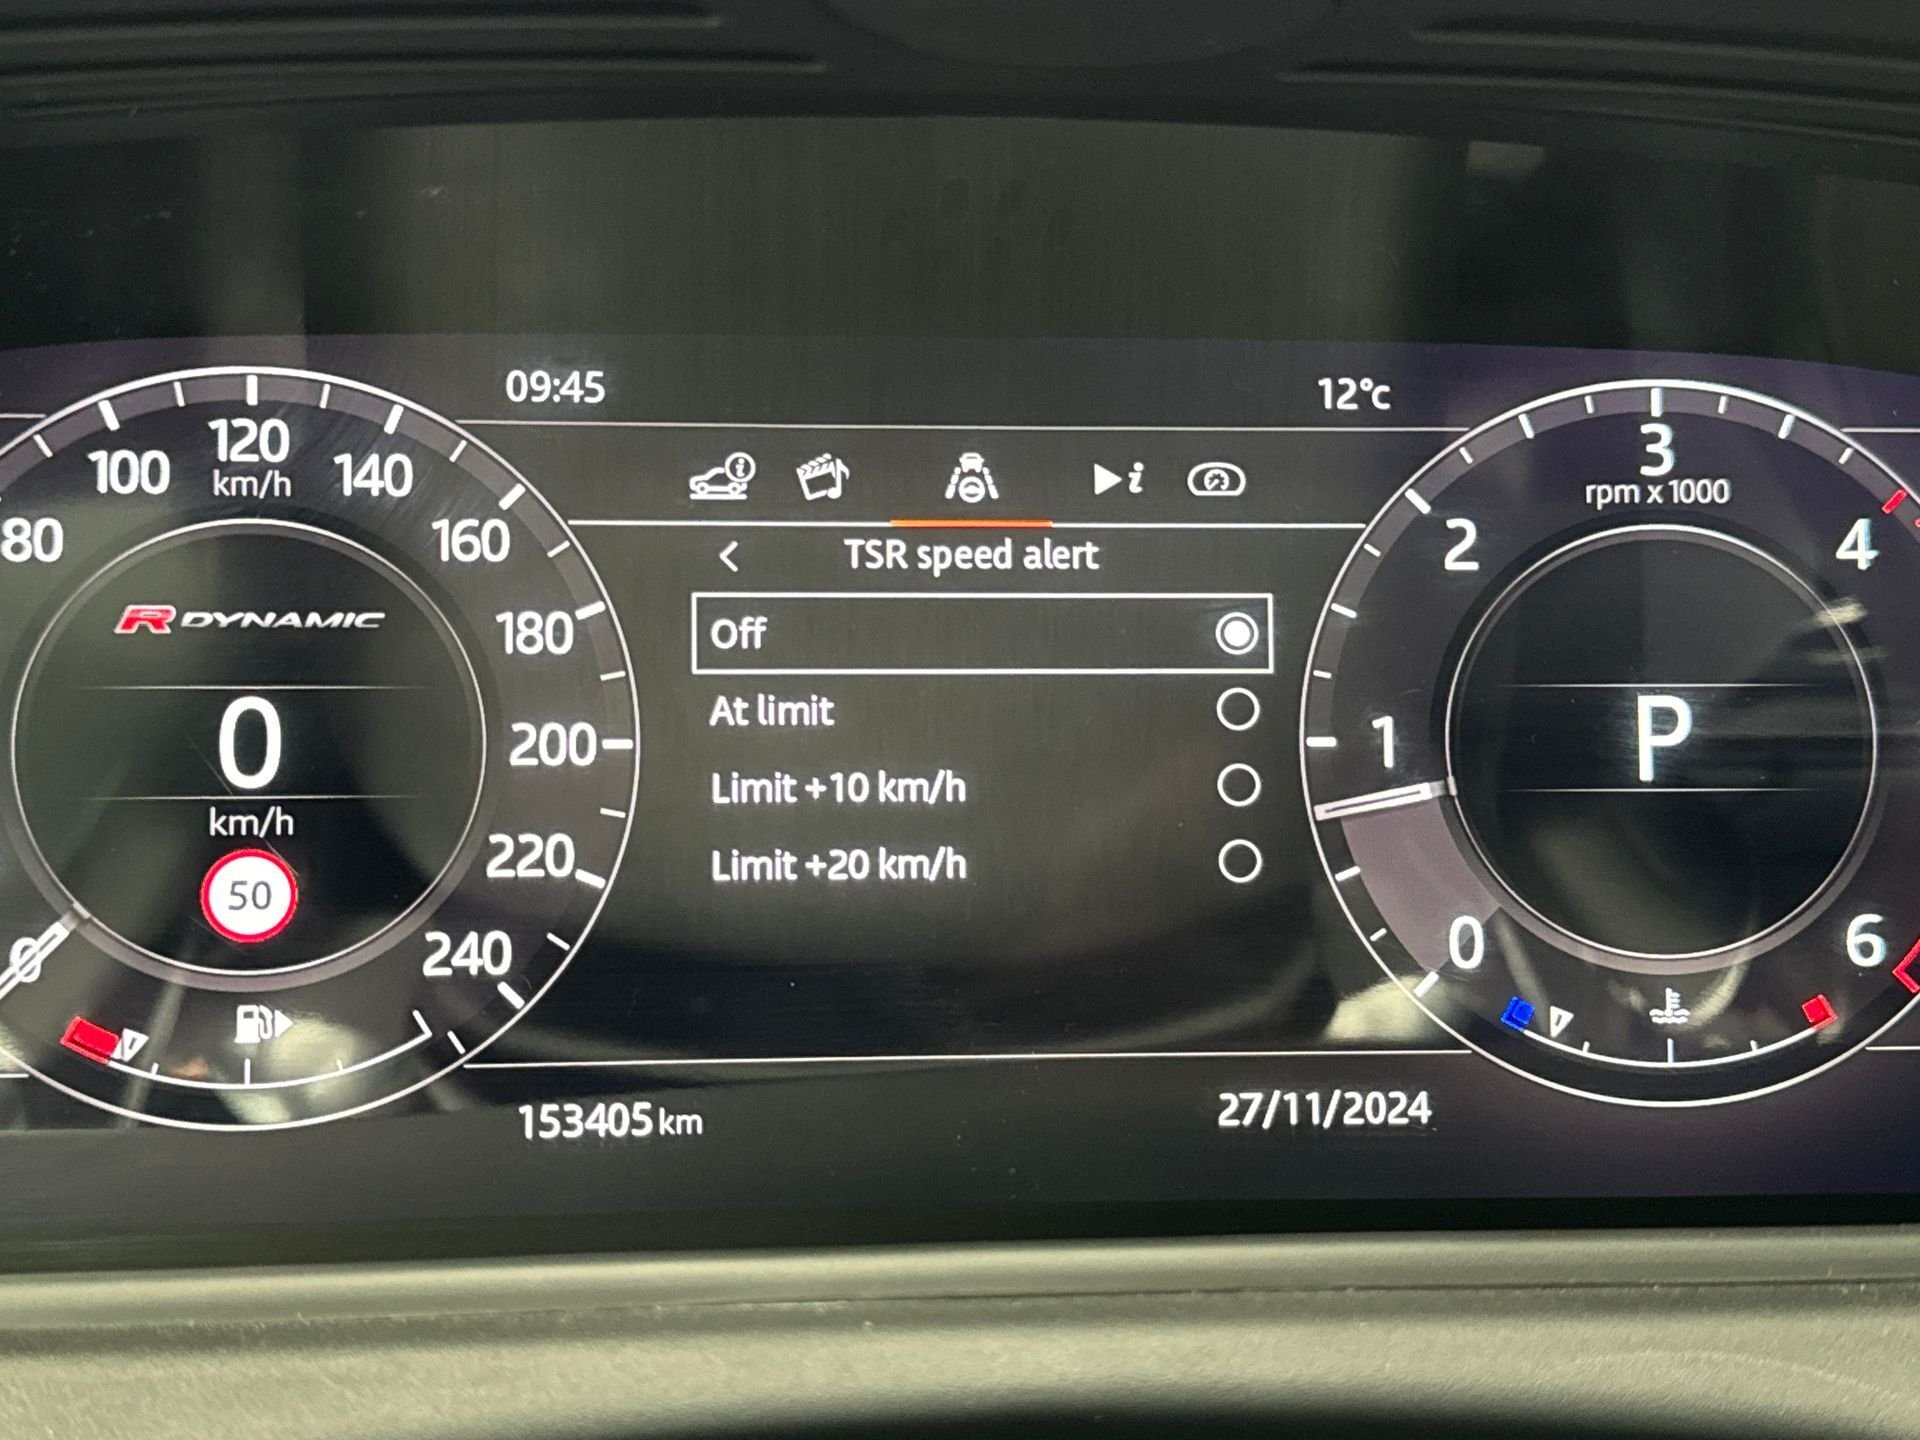 09:45
12°c
80
100
120
km/h
140
160
180
200
220
240
0
R DYNAMIC
0
km/h
50
TSR speed alert
Off
At limit
Limit +10 km/h
Limit +20 km/h
3
rpm x 1000
2
4
1
0
6
P
153405 km
27/11/2024